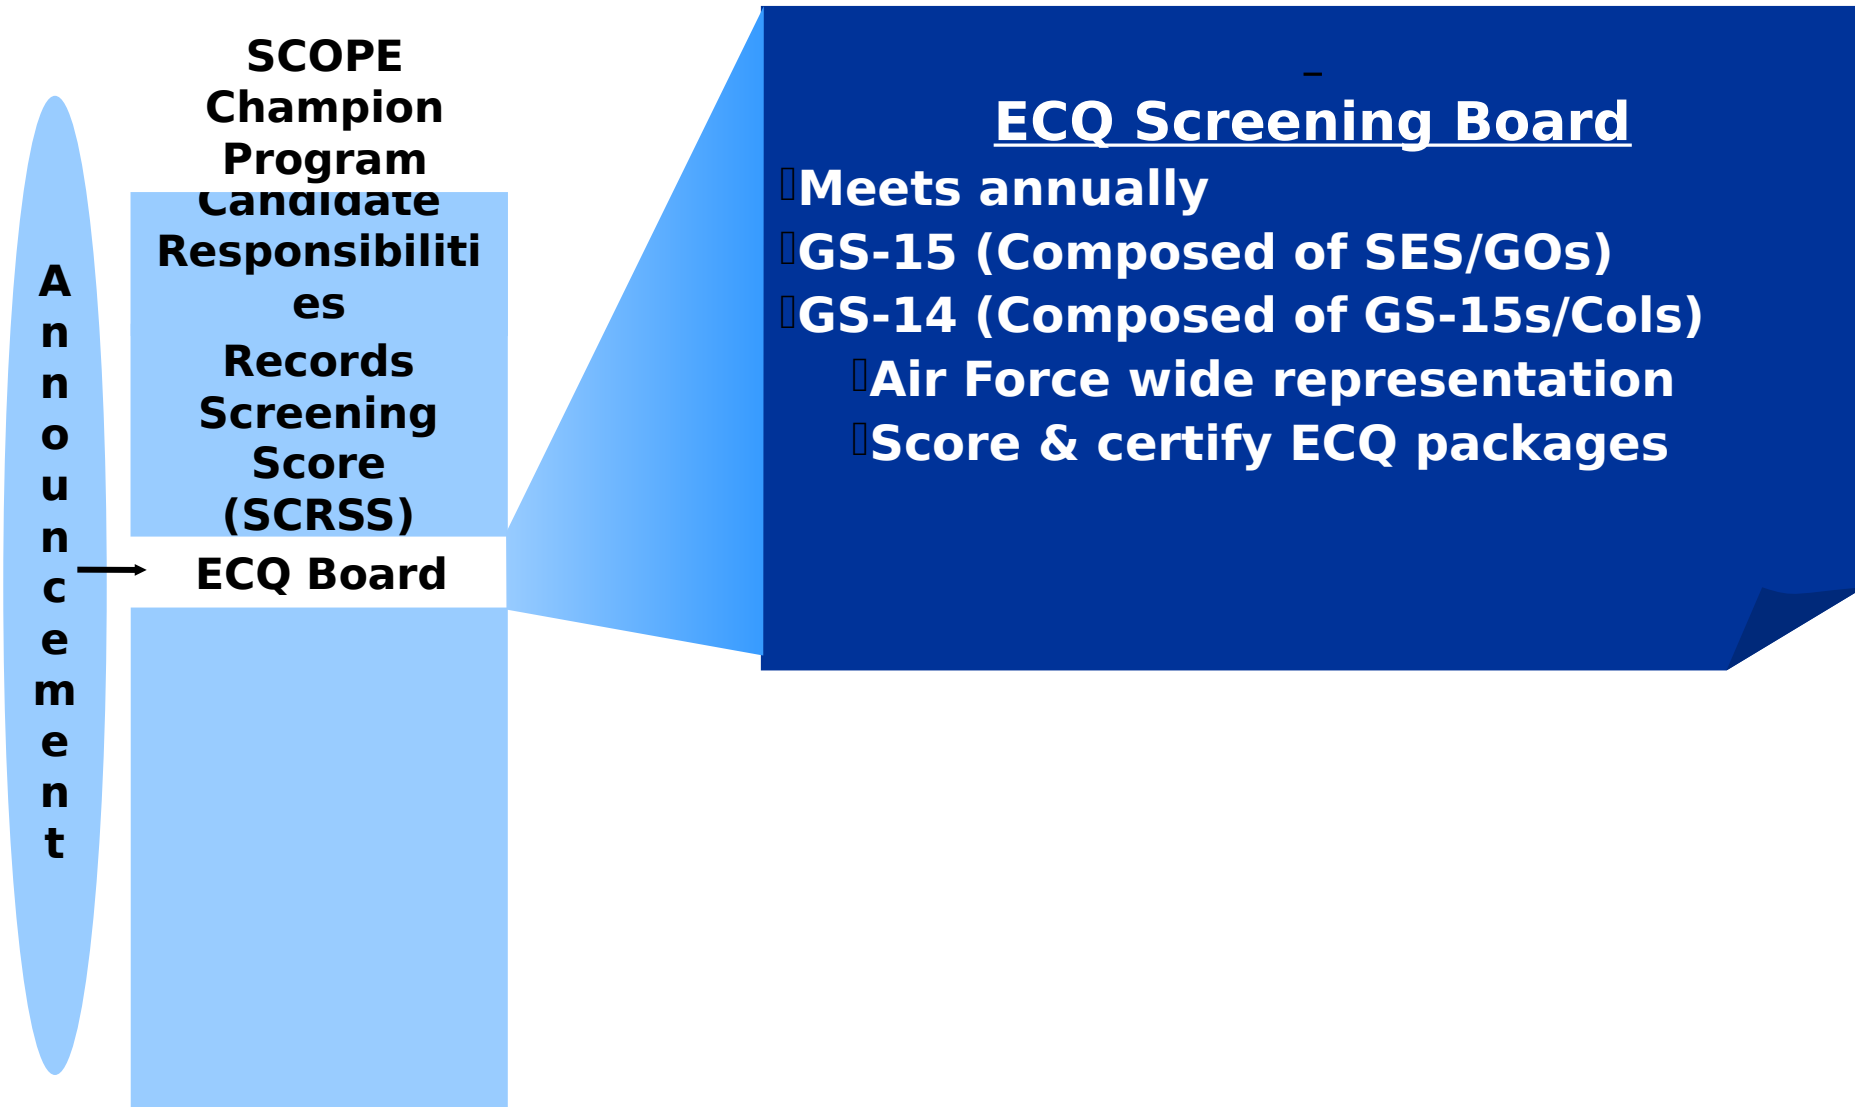 Announcement
SCOPE
Champion
Program
Candidate
Responsibiliti
es
Records
Screening
Score
(SCRSS)
ECQ Board
ECQ Screening Board
Meets annually
GS-15 (Composed of SES/GOs)
GS-14 (Composed of GS-15s/Cols)
Air Force wide representation
Score & certify ECQ packages